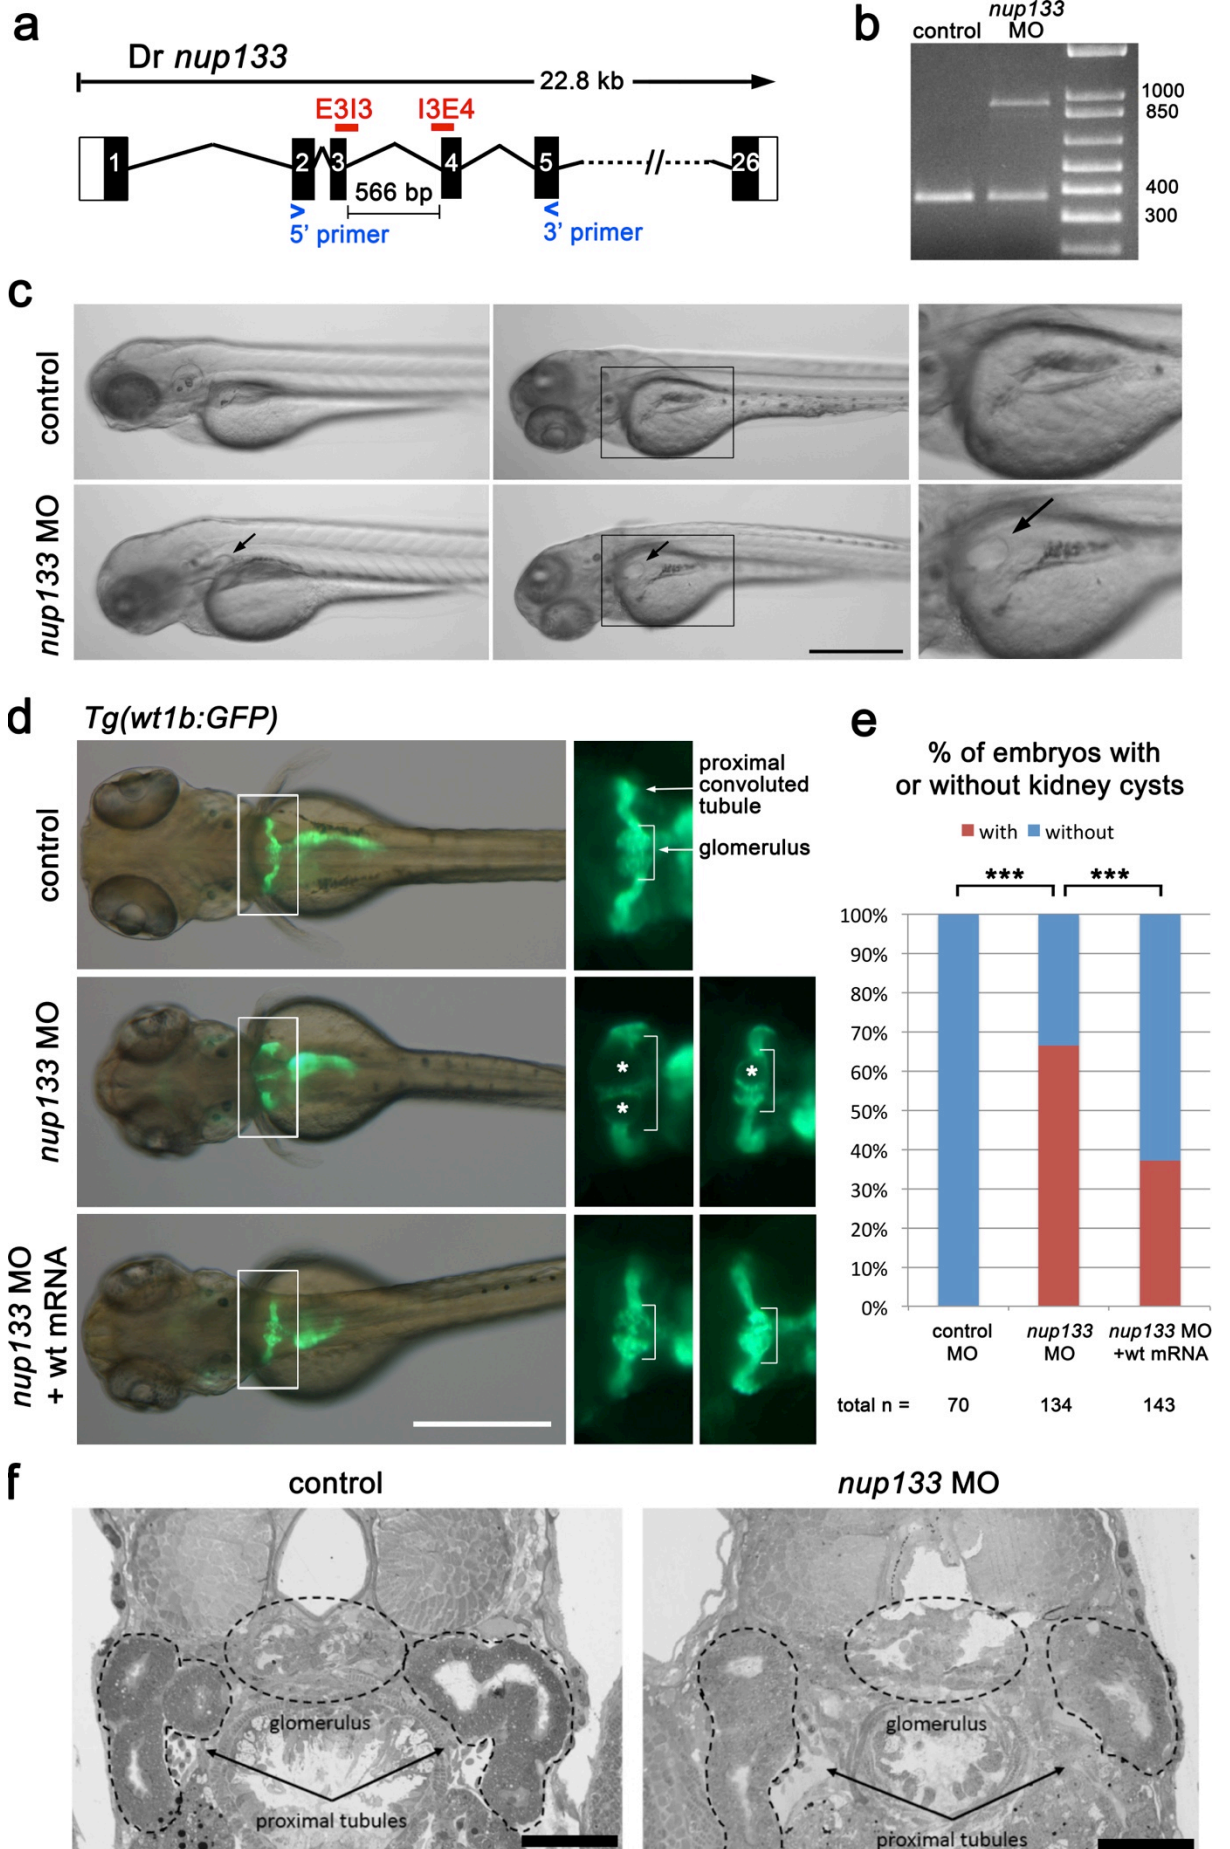 a
Dr nup133
22.8 kb
E3I3 I3E4
1 2 3 4 5 // 26
566 bp
> <
5' primer 3' primer
b
control nup133 MO
1000
850
400
300
c
control
nup133 MO
d
Tg(wt1b:GFP)
control
proximal
convoluted
tubule
glomerulus
nup133 MO
* * *
nup133 MO
+ wt mRNA
e
% of embryos with
or without kidney cysts
with without
*** ***
100%
90%
80%
70%
60%
50%
40%
30%
20%
10%
0%
control MO
nup133 MO
nup133 MO +wt mRNA
total n = 70 134 143
f
control
glomerulus
proximal tubules
nup133 MO
glomerulus
proximal tubules